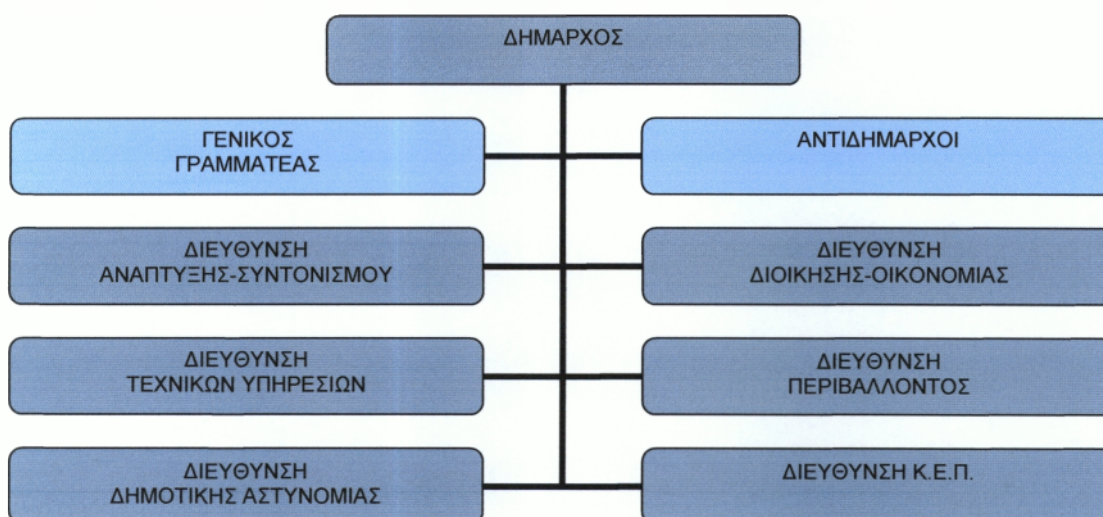 ΔΗΜΑΡΧΟΣ
ΓΕΝΙΚΟΣ
ΓΡΑΜΜΑΤΕΑΣ
ΑΝΤΙΔΗΜΑΡΧΟΙ
ΔΙΕΥΘΥΝΣΗ
ΑΝΑΠΤΥΞΗΣ-ΣΥΝΤΟΝΙΣΜΟΥ
ΔΙΕΥΘΥΝΣΗ
ΔΙΟΙΚΗΣΗΣ-ΟΙΚΟΝΟΜΙΑΣ
ΔΙΕΥΘΥΝΣΗ
ΤΕΧΝΙΚΩΝ ΥΠΗΡΕΣΙΩΝ
ΔΙΕΥΘΥΝΣΗ
ΠΕΡΙΒΑΛΛΟΝΤΟΣ
ΔΙΕΥΘΥΝΣΗ
ΔΗΜΟΤΙΚΗΣ ΑΣΤΥΝΟΜΙΑΣ
ΔΙΕΥΘΥΝΣΗ Κ.Ε.Π.